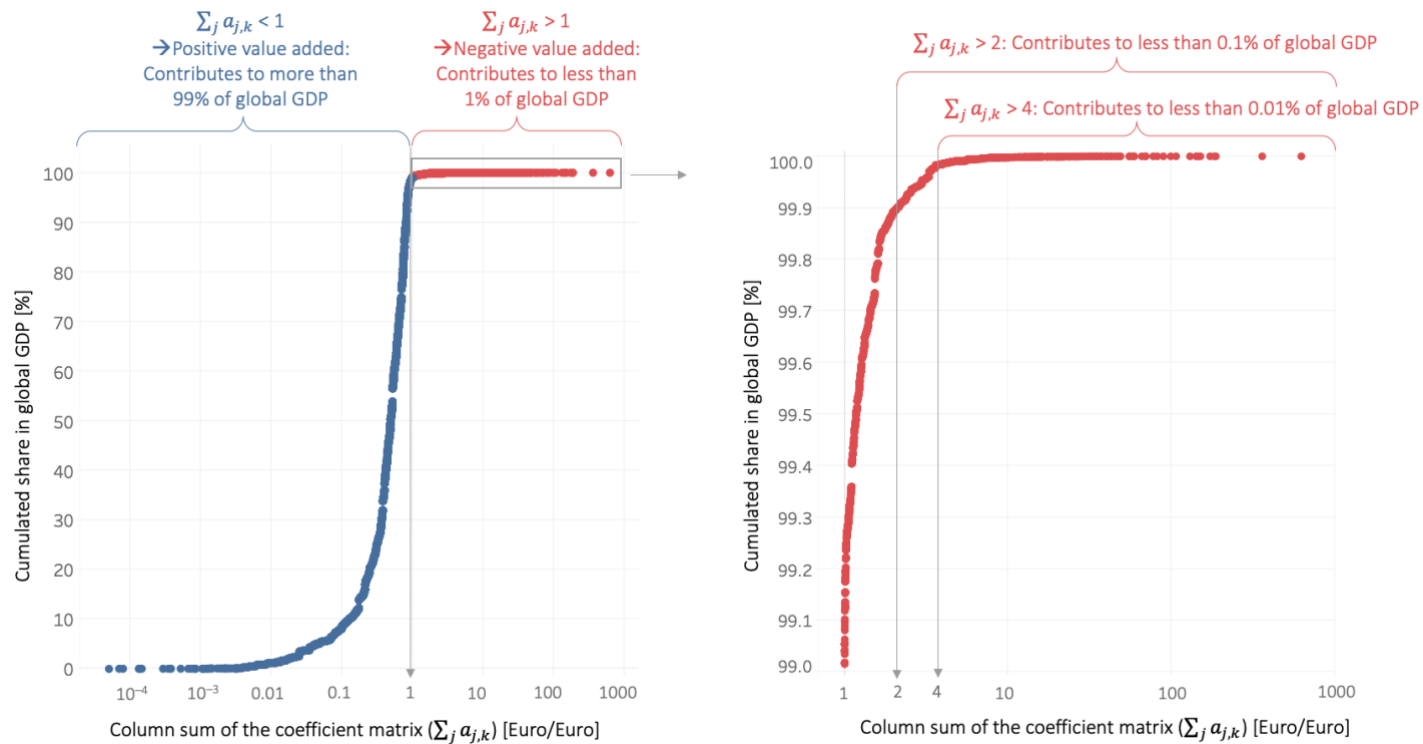 ∑ⱼ aⱼ,ₖ < 1
→Positive value added:
Contributes to more than
99% of global GDP
∑ⱼ aⱼ,ₖ > 1
→Negative value added:
Contributes to less than
1% of global GDP
100
90
80
70
60
50
40
30
20
10
0
Cumulated share in global GDP [%]
10⁻⁴ 10⁻³ 0.01 0.1 1 10 100 1000
Column sum of the coefficient matrix (∑ⱼ aⱼ,ₖ) [Euro/Euro]
∑ⱼ aⱼ,ₖ > 2: Contributes to less than 0.1% of global GDP
∑ⱼ aⱼ,ₖ > 4: Contributes to less than 0.01% of global GDP
100.0
99.9
99.8
99.7
99.6
99.5
99.4
99.3
99.2
99.1
99.0
Cumulated share in global GDP [%]
1 2 4 10 100 1000
Column sum of the coefficient matrix (∑ⱼ aⱼ,ₖ) [Euro/Euro]